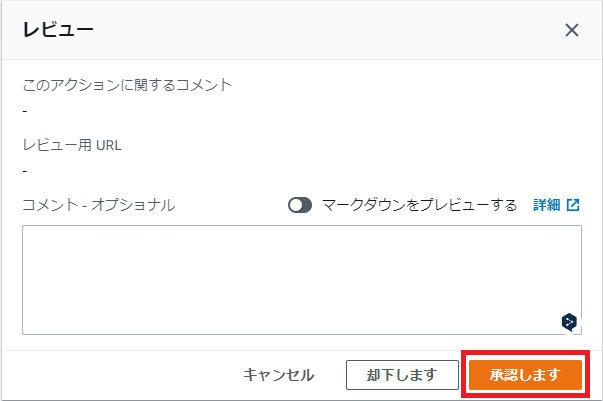 レビュー
このアクションに関するコメント
-
レビュー用 URL
-
コメント - オプショナル マークダウンをプレビューする 詳細
キャンセル 却下します 承認します